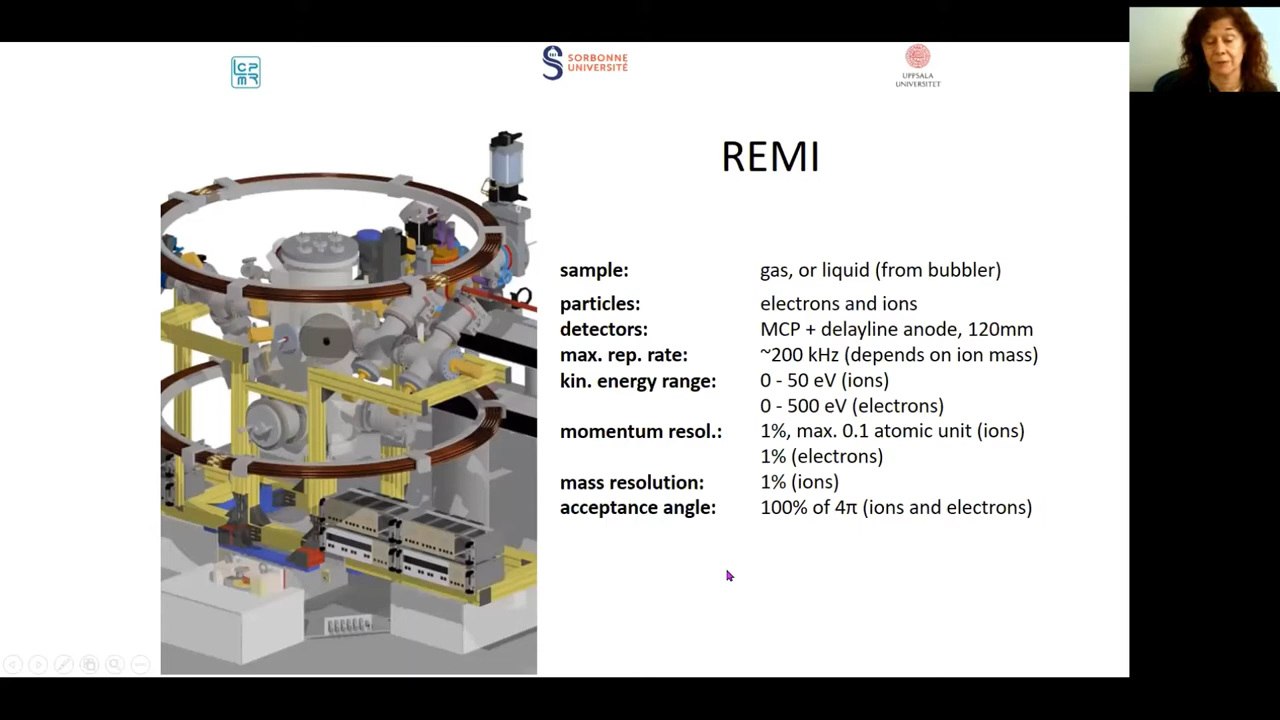 LCP
MR
SORBONNE
UNIVERSITÉ
UPPSALA
UNIVERSITET
REMI
sample: gas, or liquid (from bubbler)
particles: electrons and ions
detectors: MCP + delayline anode, 120mm
max. rep. rate: ~200 kHz (depends on ion mass)
kin. energy range: 0 - 50 eV (ions)
0 - 500 eV (electrons)
momentum resol.: 1%, max. 0.1 atomic unit (ions)
1% (electrons)
mass resolution: 1% (ions)
acceptance angle: 100% of 4π (ions and electrons)